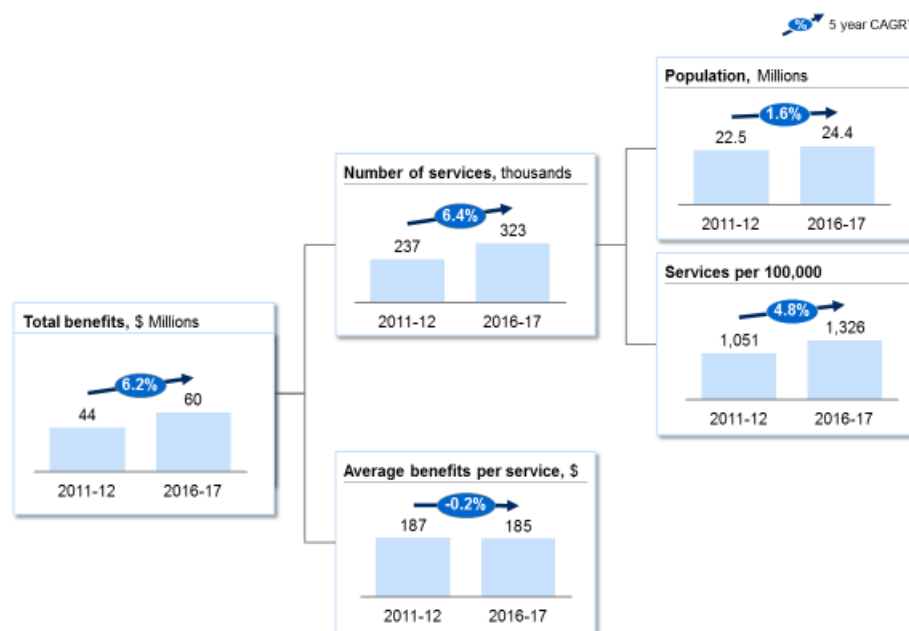 % 5 year CAGR
Population, Millions
1.6%
22.5 24.4
2011-12 2016-17
Number of services, thousands
6.4%
237 323
2011-12 2016-17
Services per 100,000
4.8%
1,051 1,326
2011-12 2016-17
Total benefits, $ Millions
6.2%
44 60
2011-12 2016-17
Average benefits per service, $
-0.2%
187 185
2011-12 2016-17